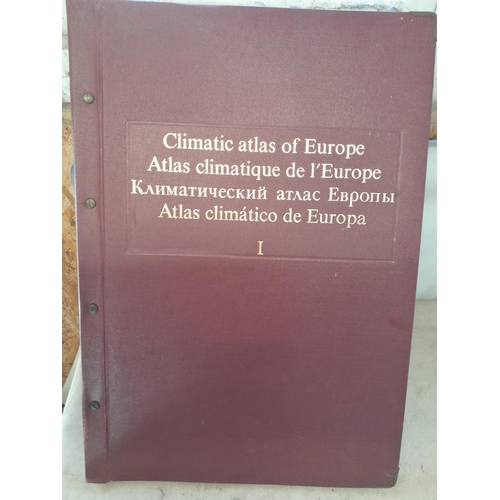 Climatic atlas of Europe
Atlas climatique de l'Europe
Климатический атлас Европы
Atlas climático de Europa
I